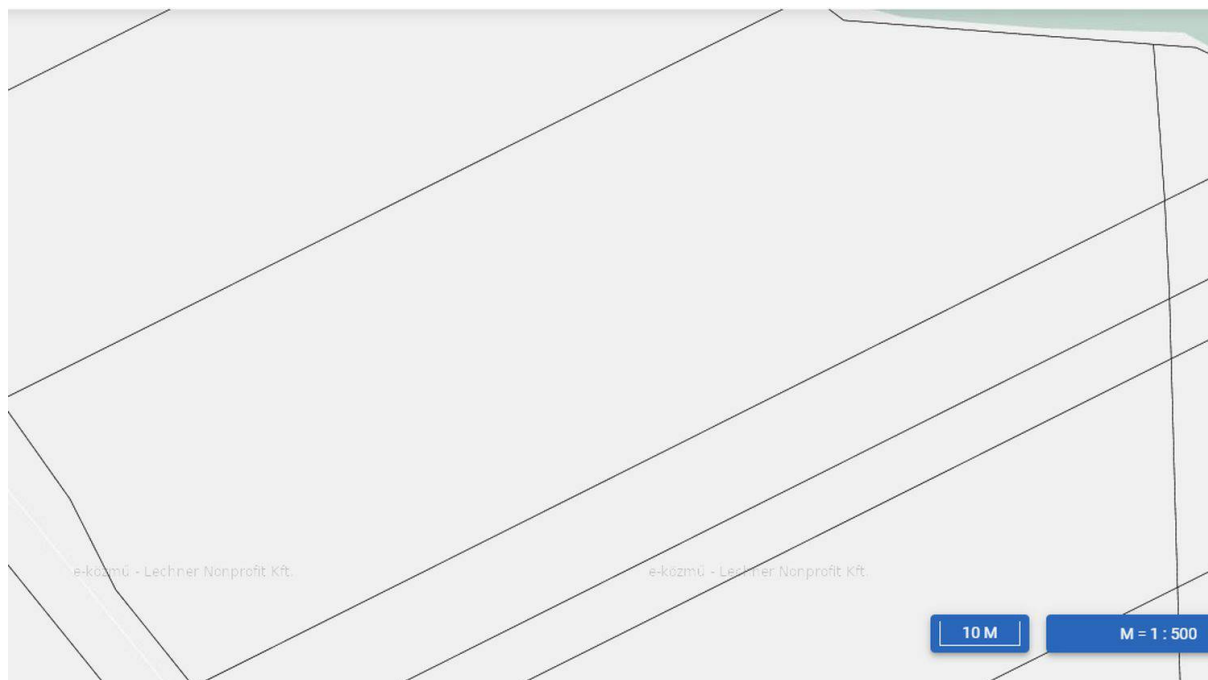 e-közmű - Lechner Nonprofit Kft.
e-közmű - Lechner Nonprofit Kft.
10 M
M = 1 : 500